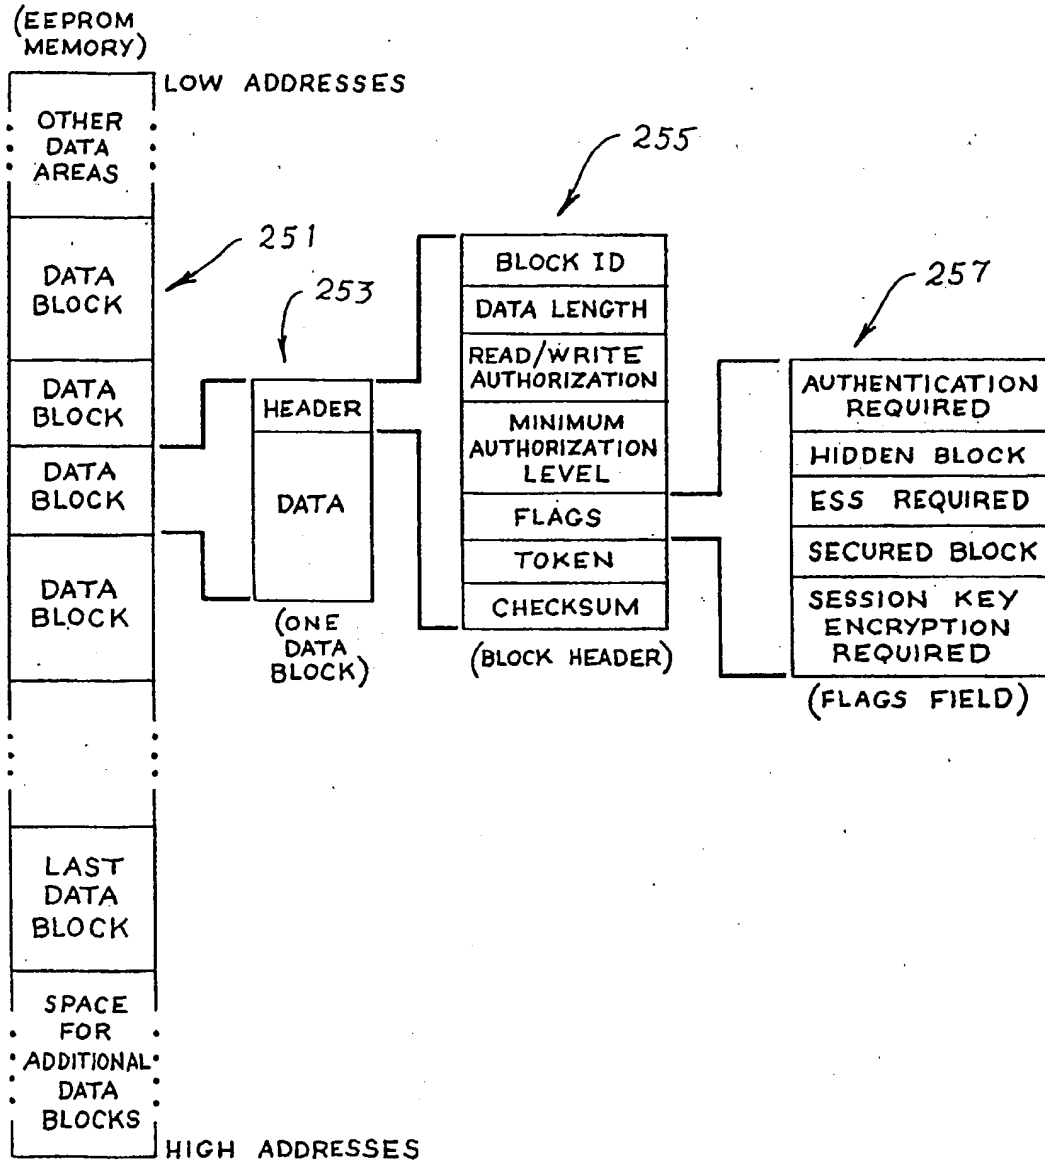 (EEPROM
MEMORY)
LOW ADDRESSES
OTHER
DATA
AREAS
DATA
BLOCK
251
DATA
BLOCK
DATA
BLOCK
DATA
BLOCK
LAST
DATA
BLOCK
SPACE
FOR
ADDITIONAL
DATA
BLOCKS
HIGH ADDRESSES
253
HEADER
DATA
(ONE
DATA
BLOCK)
255
BLOCK ID
DATA LENGTH
READ/WRITE
AUTHORIZATION
MINIMUM
AUTHORIZATION
LEVEL
FLAGS
TOKEN
CHECKSUM
(BLOCK HEADER)
257
AUTHENTICATION
REQUIRED
HIDDEN BLOCK
ESS REQUIRED
SECURED BLOCK
SESSION KEY
ENCRYPTION
REQUIRED
(FLAGS FIELD)